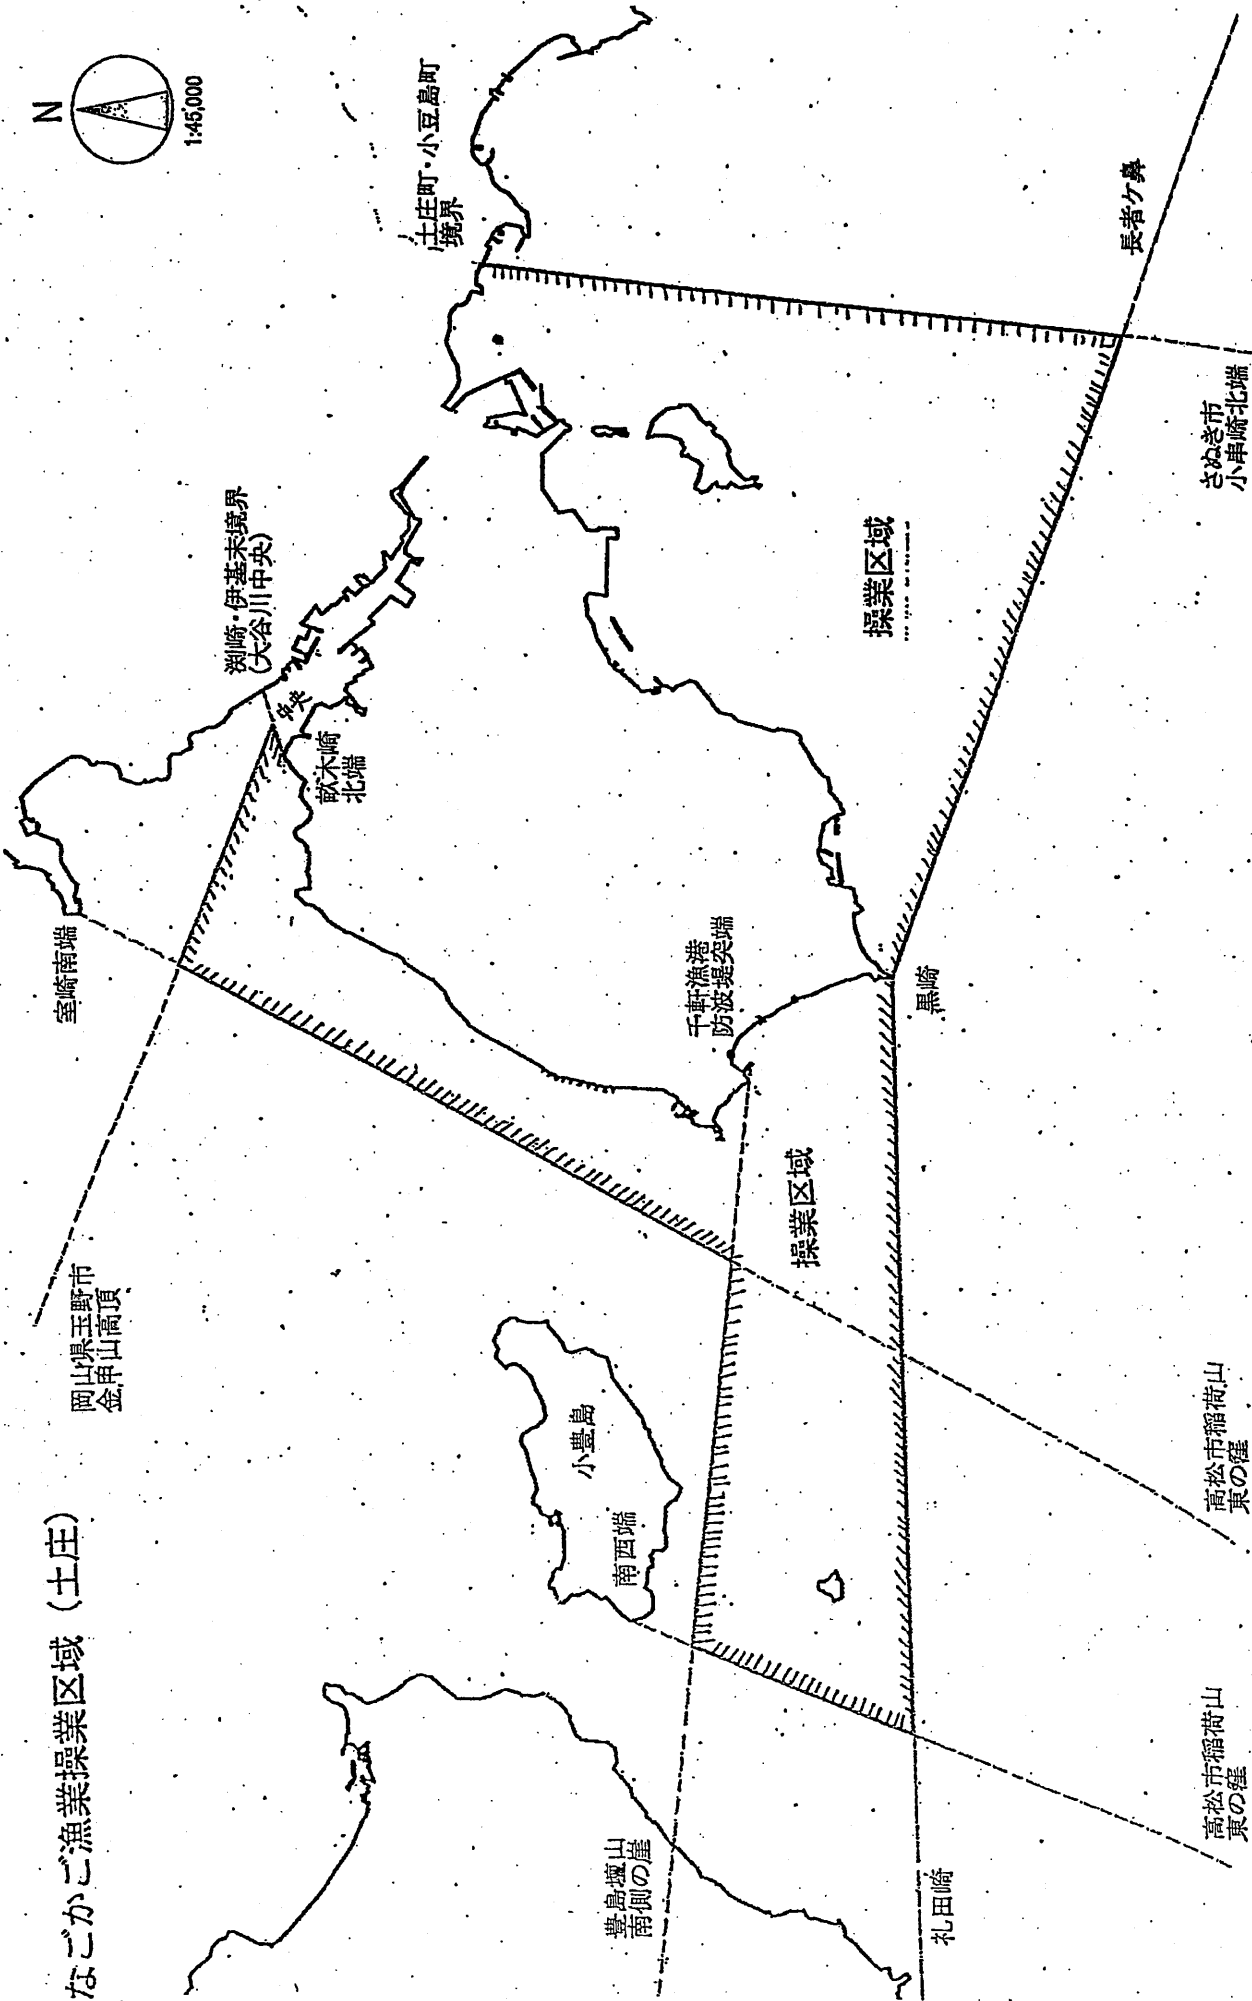 なごかご漁業操業区域（土庄）
N
1:45,000
岡山県玉野市
金甲山高頂
室崎南端
渕崎・伊喜末境界
(大谷川中央)
中央
畝木崎
北端
土庄町・小豆島町
境界
小豊島
南西端
千軒漁港
防波堤突端
操業区域
操業区域
黒崎
長者ケ鼻
豊島壇山
南側の崖
礼田崎
高松市稲荷山
東の窪
高松市稲荷山
東の窪
さぬき市
小串崎北端